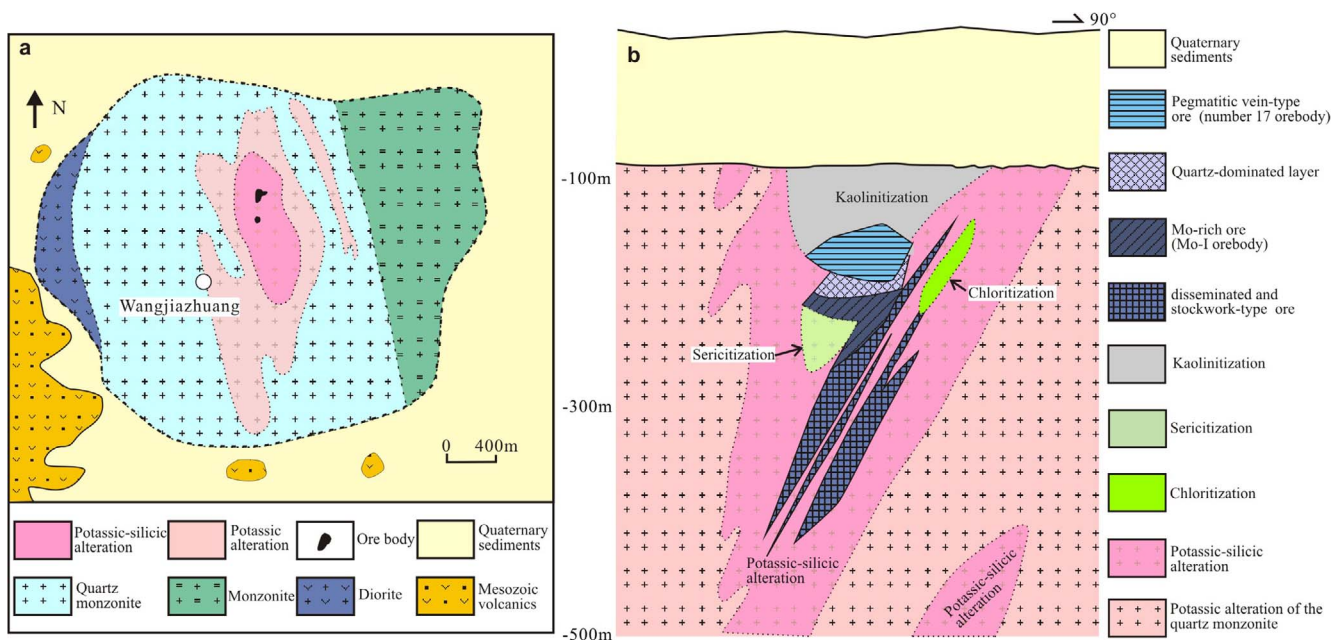 a
N
Wangjiazhuang
0 400m
Potassic-silicic
alteration
Potassic
alteration
Ore body
Quaternary
sediments
Quartz
monzonite
Monzonite
Diorite
Mesozoic
volcanics
b
90°
-100m
-300m
-500m
Kaolinitization
Chloritization
Sericitization
Potassic-silicic
alteration
Potassic-silicic
alteration
Quaternary
sediments
Pegmatitic vein-type
ore (number 17 orebody)
Quartz-dominated
layer
Mo-rich ore
(Mo-I orebody)
disseminated and
stockwork-type ore
Kaolinitization
Sericitization
Chloritization
Potassic-silicic
alteration
Potassic alteration of the
quartz monzonite